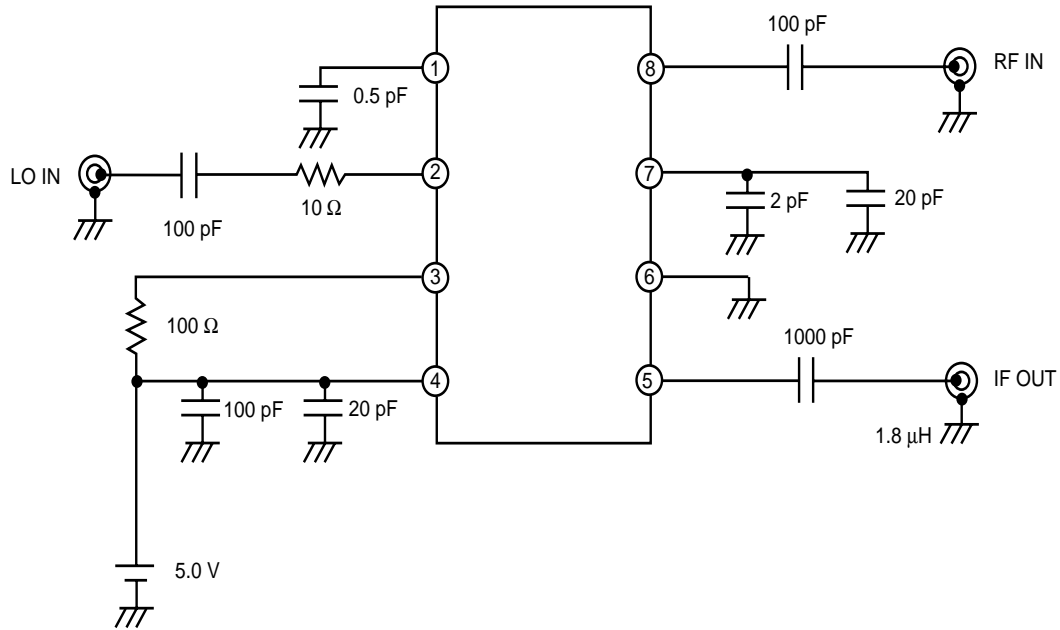 100 pF
1
8
RF IN
0.5 pF
LO IN
2
7
10 Ω
100 pF
2 pF
20 pF
3
6
100 Ω
1000 pF
4
5
IF OUT
100 pF
20 pF
1.8 μH
5.0 V